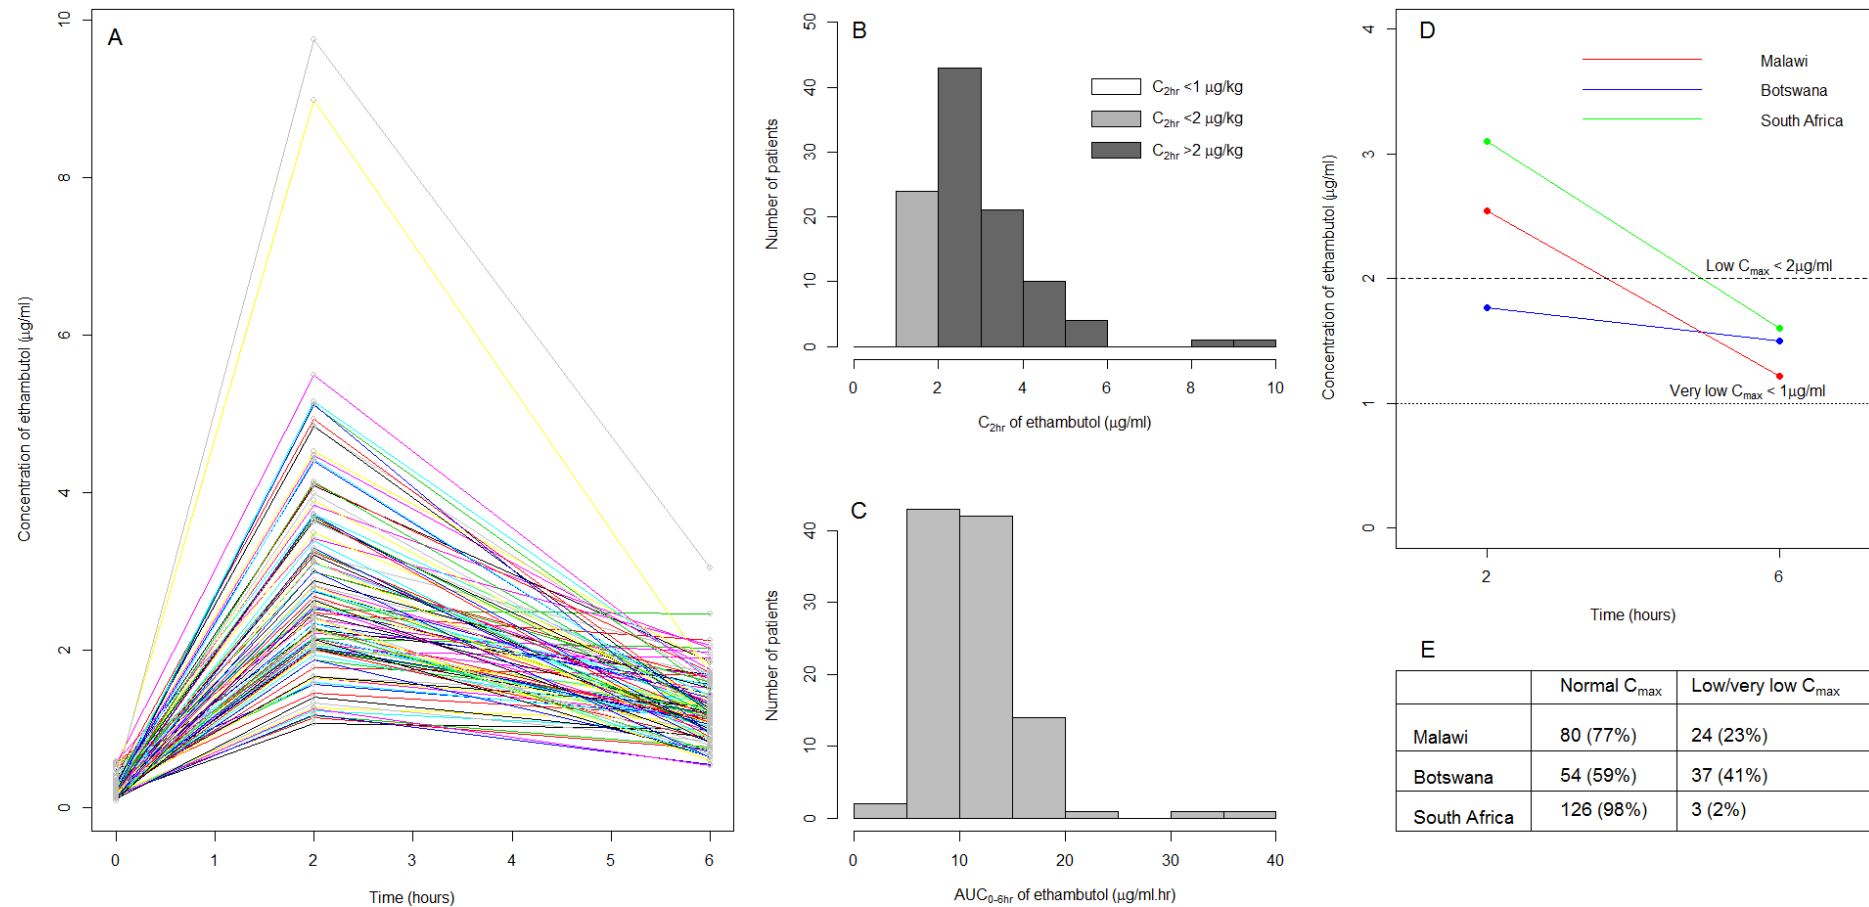 A
Concentration of ethambutol (μg/ml)
10
8
6
4
2
0
0 1 2 3 4 5 6
Time (hours)
B
Number of patients
50
40
30
20
10
0
C2hr <1 μg/kg
C2hr <2 μg/kg
C2hr >2 μg/kg
0 2 4 6 8 10
C2hr of ethambutol (μg/ml)
C
Number of patients
40
30
20
10
0
0 10 20 30 40
AUC0-6hr of ethambutol (μg/ml.hr)
D
Concentration of ethambutol (μg/ml)
4
3
2
1
0
Malawi
Botswana
South Africa
Low Cmax < 2μg/ml
Very low Cmax < 1μg/ml
2 6
Time (hours)
E
Normal Cmax Low/very low Cmax
Malawi 80 (77%) 24 (23%)
Botswana 54 (59%) 37 (41%)
South Africa 126 (98%) 3 (2%)